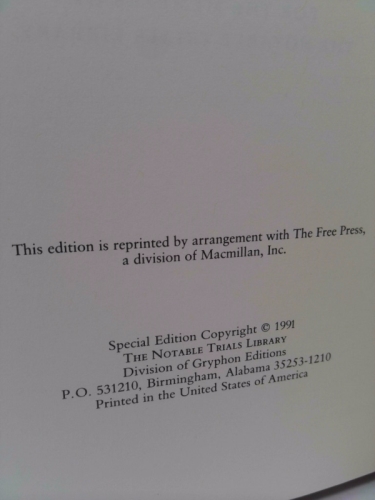 This edition is reprinted by arrangement with The Free Press,
a division of Macmillan, Inc.
Special Edition Copyright © 1991
THE NOTABLE TRIALS LIBRARY
Division of Gryphon Editions
P.O. 531210, Birmingham, Alabama 35253-1210
Printed in the United States of America